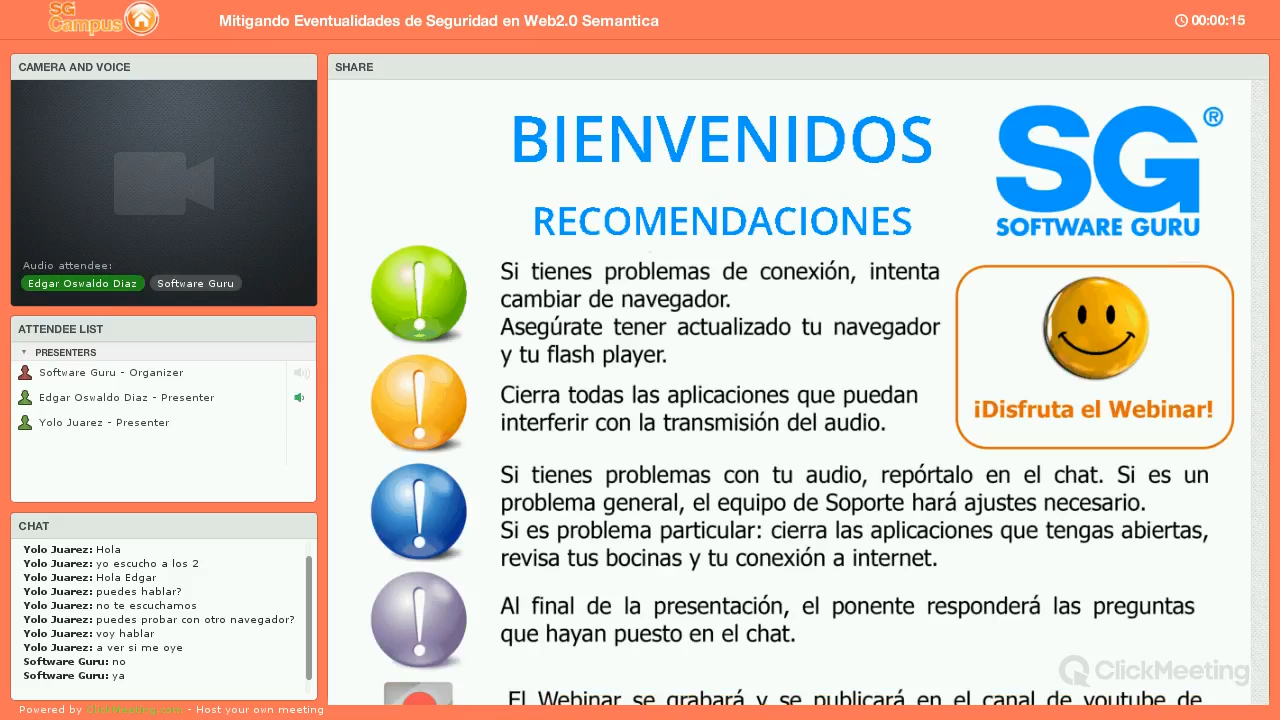 SG
Campus
Mitigando Eventualidades de Seguridad en Web2.0 Semantica
00:00:15
CAMERA AND VOICE
Audio attendee:
Edgar Oswaldo Diaz
Software Guru
ATTENDEE LIST
PRESENTERS
Software Guru - Organizer
Edgar Oswaldo Diaz - Presenter
Yolo Juarez - Presenter
CHAT
Yolo Juarez: Hola
Yolo Juarez: yo escucho a los 2
Yolo Juarez: Hola Edgar
Yolo Juarez: puedes hablar?
Yolo Juarez: no te escuchamos
Yolo Juarez: puedes probar con otro navegador?
Yolo Juarez: voy hablar
Yolo Juarez: a ver si me oye
Software Guru: no
Software Guru: ya
Powered by ClickMeeting.com - Host your own meeting
SHARE
BIENVENIDOS
RECOMENDACIONES
SG®
SOFTWARE GURU
Si tienes problemas de conexión, intenta
cambiar de navegador.
Asegúrate tener actualizado tu navegador
y tu flash player.
Cierra todas las aplicaciones que puedan
interferir con la transmisión del audio.
¡Disfruta el Webinar!
Si tienes problemas con tu audio, repórtalo en el chat. Si es un
problema general, el equipo de Soporte hará ajustes necesario.
Si es problema particular: cierra las aplicaciones que tengas abiertas,
revisa tus bocinas y tu conexión a internet.
Al final de la presentación, el ponente responderá las preguntas
que hayan puesto en el chat.
El Webinar se grabará y se publicará en el canal de youtube de
ClickMeeting